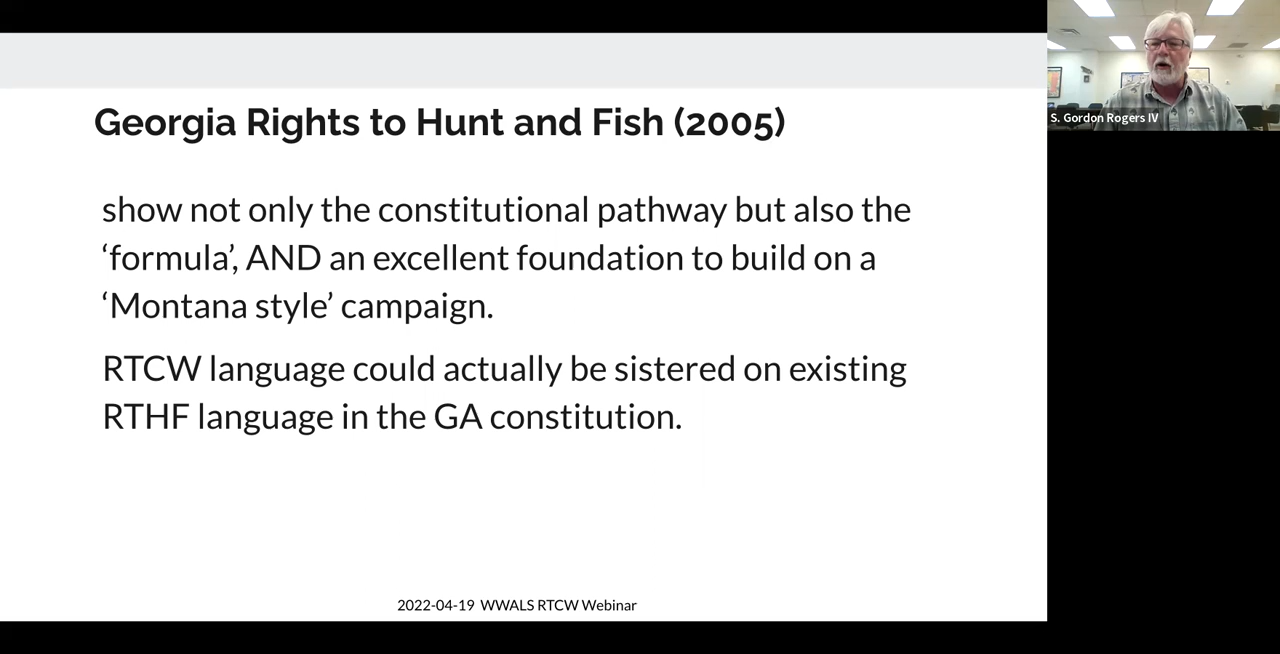 Georgia Rights to Hunt and Fish (2005)
show not only the constitutional pathway but also the
‘formula’, AND an excellent foundation to build on a
‘Montana style’ campaign.
RTCW language could actually be sistered on existing
RTHF language in the GA constitution.
2022-04-19 WWALS RTCW Webinar
S. Gordon Rogers IV